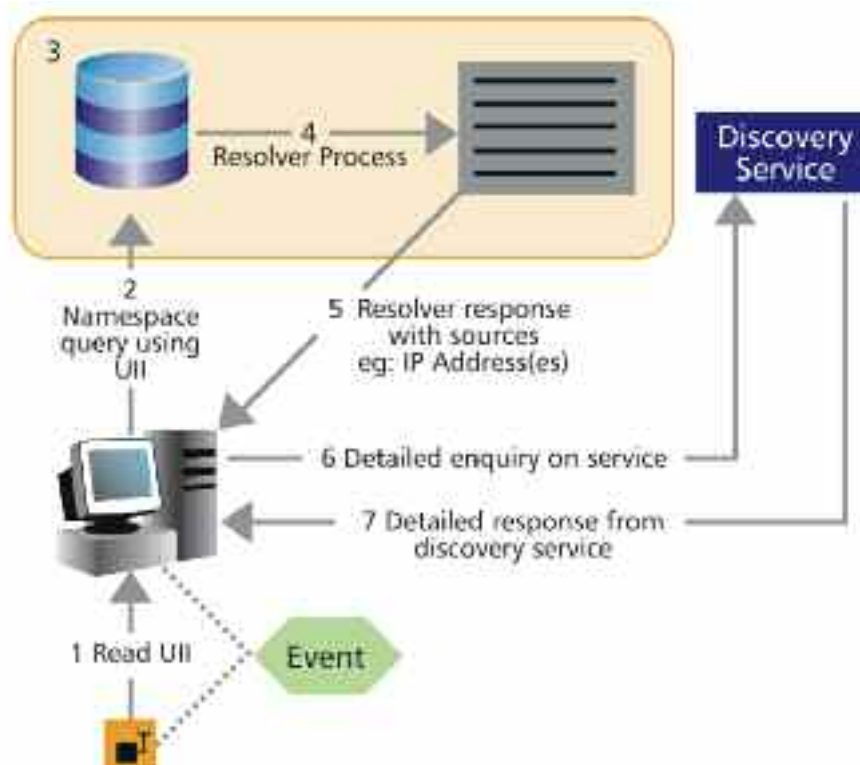 3
4
Resolver Process
Discovery
Service
2
Namespace
query using
UII
5 Resolver response
with sources
eg: IP Address(es)
6 Detailed enquiry on service
7 Detailed response from
discovery service
1 Read UII
Event